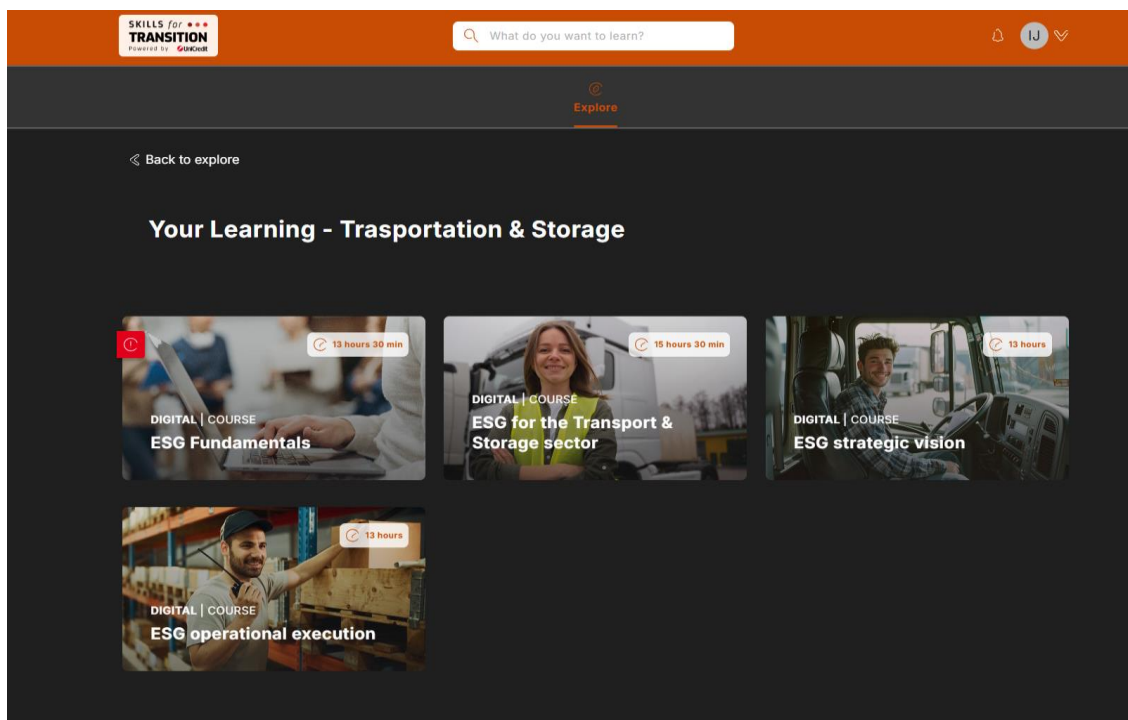 SKILLS for
TRANSITION
Powered by UniCredit
What do you want to learn?
IJ
Explore
Back to explore
Your Learning - Trasportation & Storage
13 hours 30 min
DIGITAL | COURSE
ESG Fundamentals
15 hours 30 min
DIGITAL | COURSE
ESG for the Transport &
Storage sector
13 hours
DIGITAL | COURSE
ESG strategic vision
13 hours
DIGITAL | COURSE
ESG operational execution